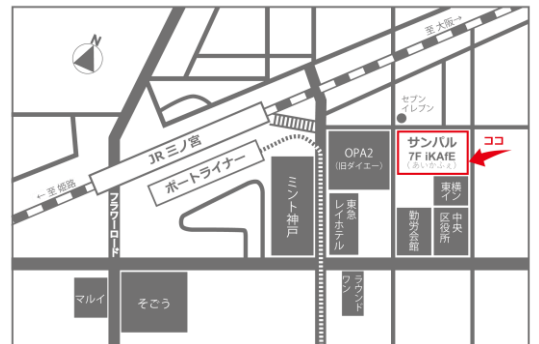 N
至 大阪→
セブン
イレブン
JR 三ノ宮
ポートライナー
←至 姫路
フラワーロード
OPA2
(旧ダイエー)
サンパル
7F iKAfE
(あいかふぇ)
ココ
ミント神戸
東急
レイホテル
東横
イン
勤労会館
中央
区役所
マルイ
そごう
ラウンド
ワン